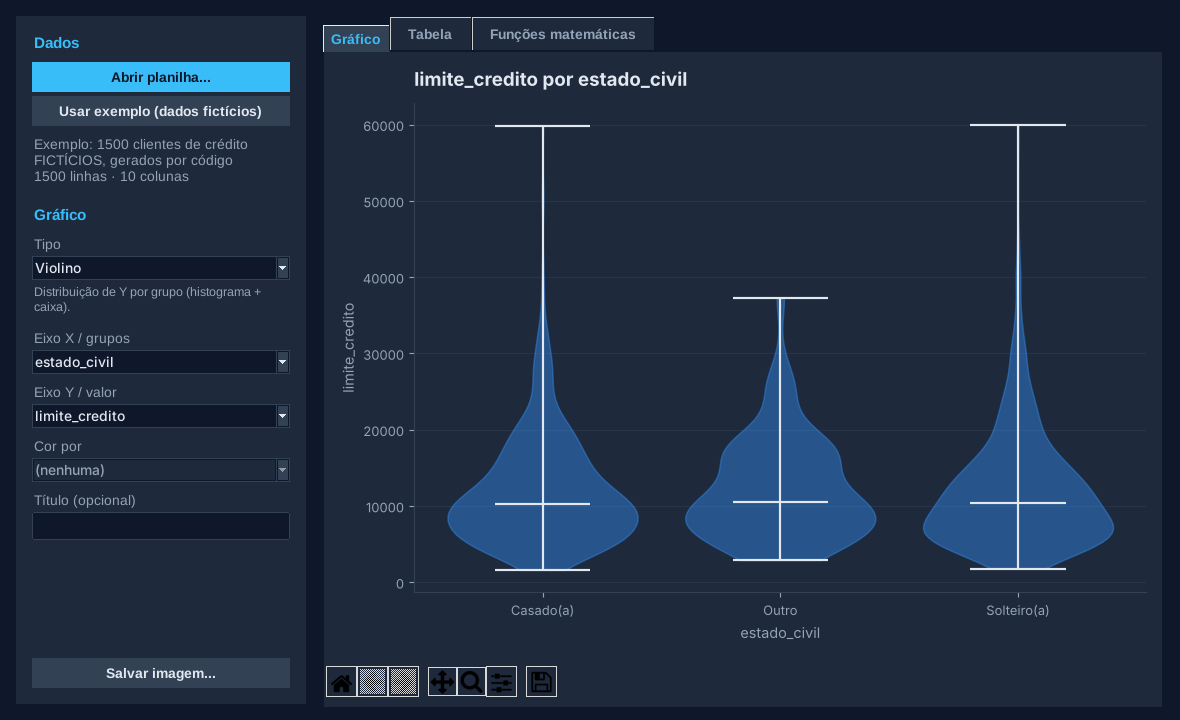 Dados
Abrir planilha...
Usar exemplo (dados fictícios)
Exemplo: 1500 clientes de crédito
FICTÍCIOS, gerados por código
1500 linhas · 10 colunas
Gráfico
Tipo
Violino
Distribuição de Y por grupo (histograma +
caixa).
Eixo X / grupos
estado_civil
Eixo Y / valor
limite_credito
Cor por
(nenhuma)
Título (opcional)
Salvar imagem...
Gráfico
Tabela
Funções matemáticas
limite_credito por estado_civil
60000
50000
40000
30000
20000
10000
0
limite_credito
Casado(a)
Outro
Solteiro(a)
estado_civil